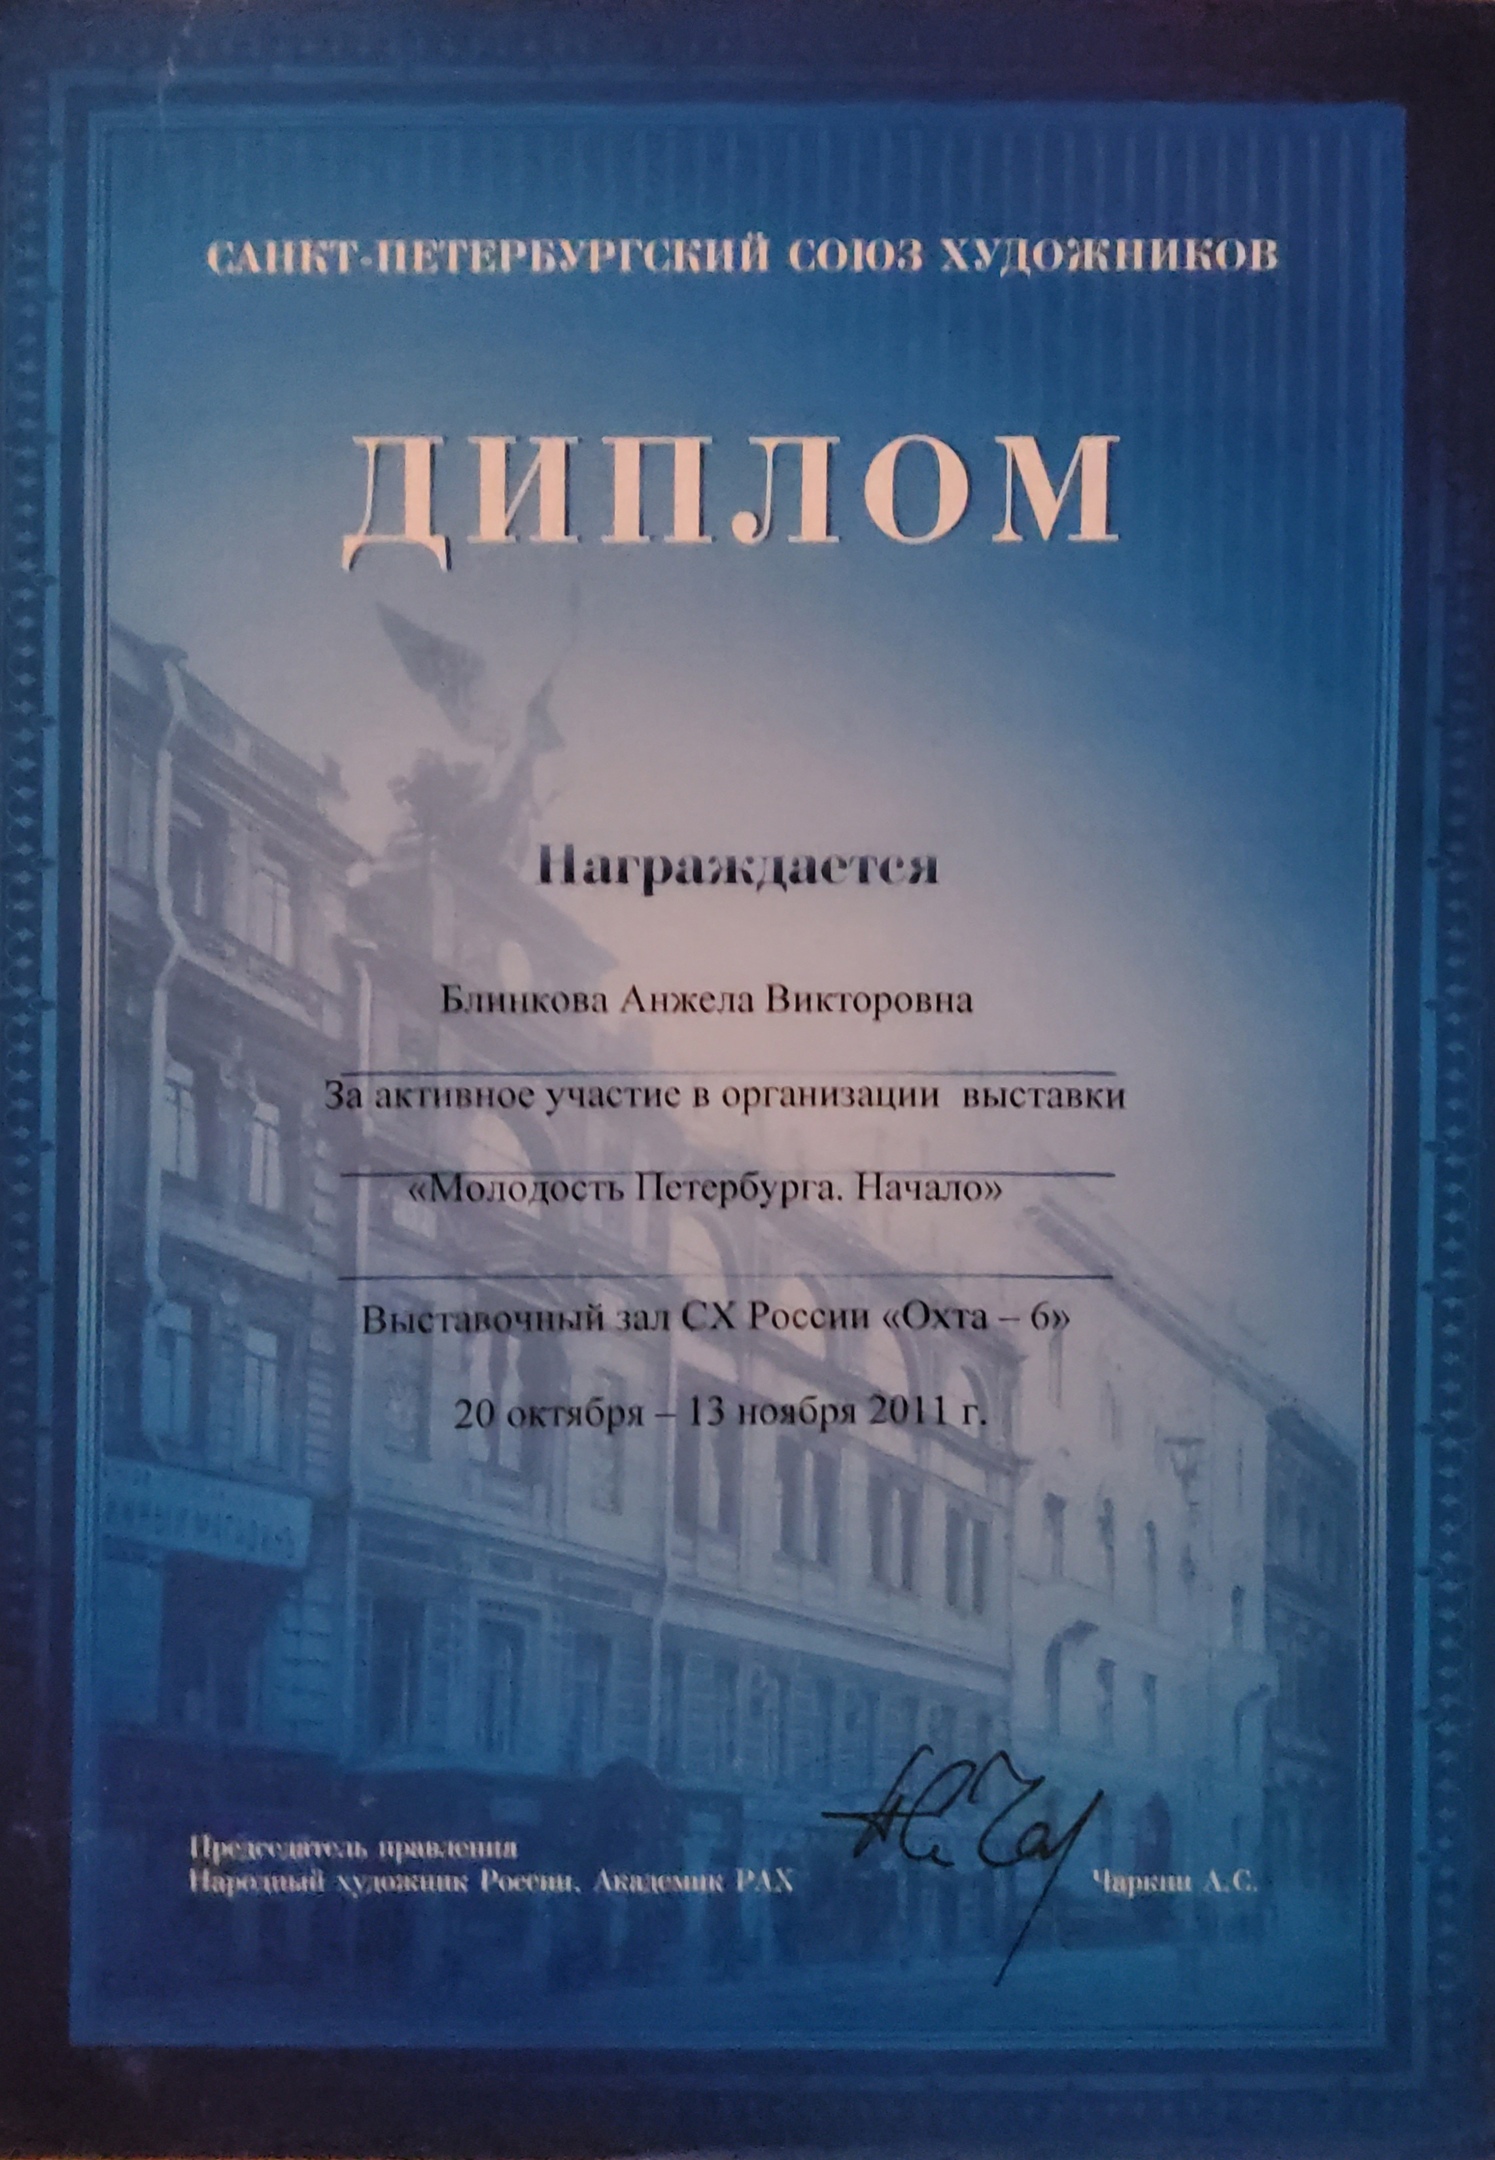 САНКТ-ПЕТЕРБУРГСКИЙ СОЮЗ ХУДОЖНИКОВ
ДИПЛОМ
Награждается
Блинкова Анжела Викторовна
За активное участие в организации выставки
«Молодость Петербурга. Начало»
Выставочный зал СХ России «Охта – 6»
20 октября – 13 ноября 2011 г.
Председатель правления
Народный художник России, Академик РАХ
Чаркин А.С.